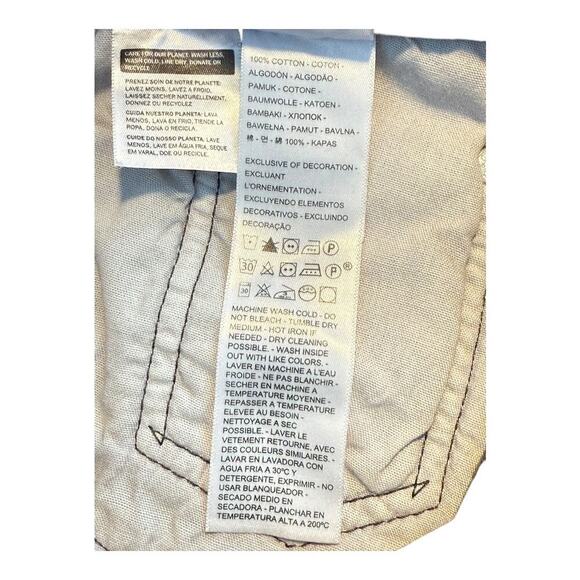 CARE FOR OUR PLANET: WASH LESS,
WASH COLD, LINE DRY, DONATE OR
RECYCLE.
PRENEZ SOIN DE NOTRE PLANETE:
LAVEZ MOINS, LAVEZ A FROID,
LAISSEZ SECHER NATURELLEMENT,
DONNEZ OU RECYCLEZ
CUIDA NUESTRO PLANETA: LAVA
MENOS, LAVA EN FRIO, TIENDE LA
ROPA, DONA O RECICLA.
CUIDE DO NOSSO PLANETA: LAVE
MENOS, LAVE EM ÁGUA FRIA, SEQUE
EM VARAL, DOE OU RECICLE.
100% COTTON - COTON -
ALGODÓN - ALGODÃO -
PAMUK - COTONE -
BAUMWOLLE - KATOEN -
BAMBAKI - ХЛОПОК -
BAWEŁNA - PAMUT - BAVLNA -
棉 - 면 - 綿 100% - KAPAS
EXCLUSIVE OF DECORATION -
EXCLUANT
L'ORNEMENTATION -
EXCLUYENDO ELEMENTOS
DECORATIVOS - EXCLUINDO
DECORAÇÃO
P
30 P ®
30
MACHINE WASH COLD - DO
NOT BLEACH - TUMBLE DRY
MEDIUM - HOT IRON IF
NEEDED - DRY CLEANING
POSSIBLE. - WASH INSIDE
OUT WITH LIKE COLORS. -
LAVER EN MACHINE A L'EAU
FROIDE - NE PAS BLANCHIR -
SECHER EN MACHINE A
TEMPERATURE MOYENNE -
REPASSER A TEMPERATURE
ELEVEE AU BESOIN -
NETTOYAGE A SEC
POSSIBLE. - LAVER LE
VETEMENT RETOURNE, AVEC
DES COULEURS SIMILAIRES. -
LAVAR EN LAVADORA CON
AGUA FRIA A 30ºC Y
DETERGENTE, EXPRIMIR - NO
USAR BLANQUEADOR -
SECADO MEDIO EN
SECADORA - PLANCHAR EN
TEMPERATURA ALTA A 200ºC